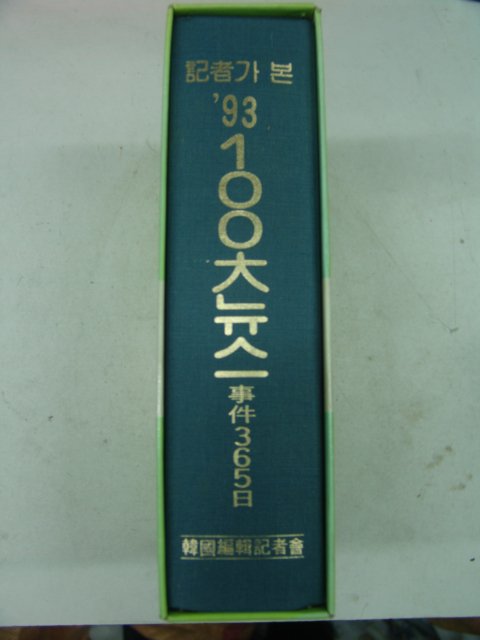 記者가 본
'93
100大뉴스
事件365日
韓國編輯記者會